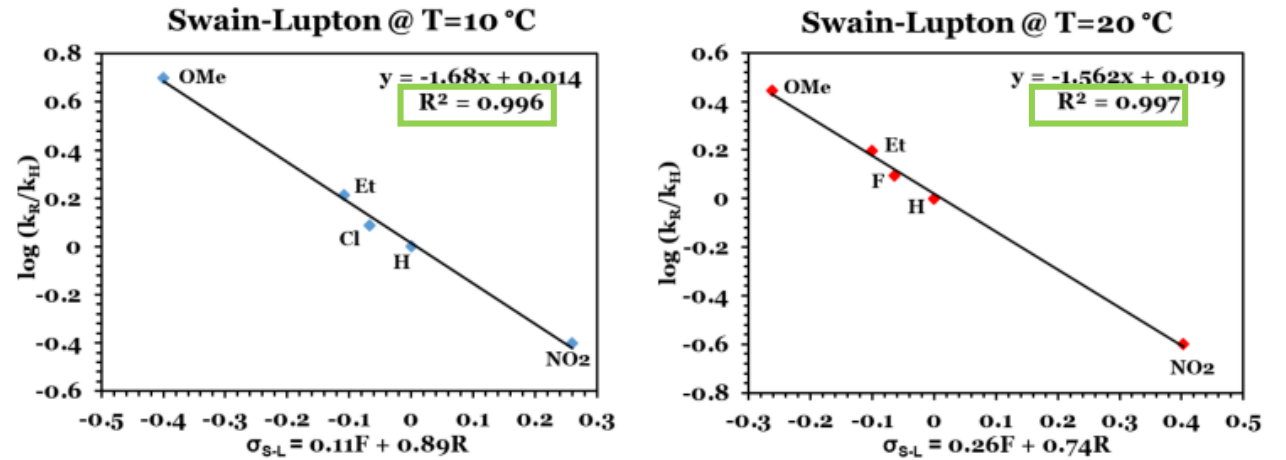 Swain-Lupton @ T=10 °C
y = -1.68x + 0.014
R² = 0.996
log (kR/kH)
0.8
0.6
0.4
0.2
0
-0.2
-0.4
-0.6
OMe
Et
Cl
H
NO2
-0.5 -0.4 -0.3 -0.2 -0.1 0 0.1 0.2 0.3
σS-L = 0.11F + 0.89R
Swain-Lupton @ T=20 °C
y = -1.562x + 0.019
R² = 0.997
log (kR/kH)
0.6
0.4
0.2
0
-0.2
-0.4
-0.6
-0.8
OMe
Et
F
H
NO2
-0.3 -0.2 -0.1 0 0.1 0.2 0.3 0.4 0.5
σS-L = 0.26F + 0.74R